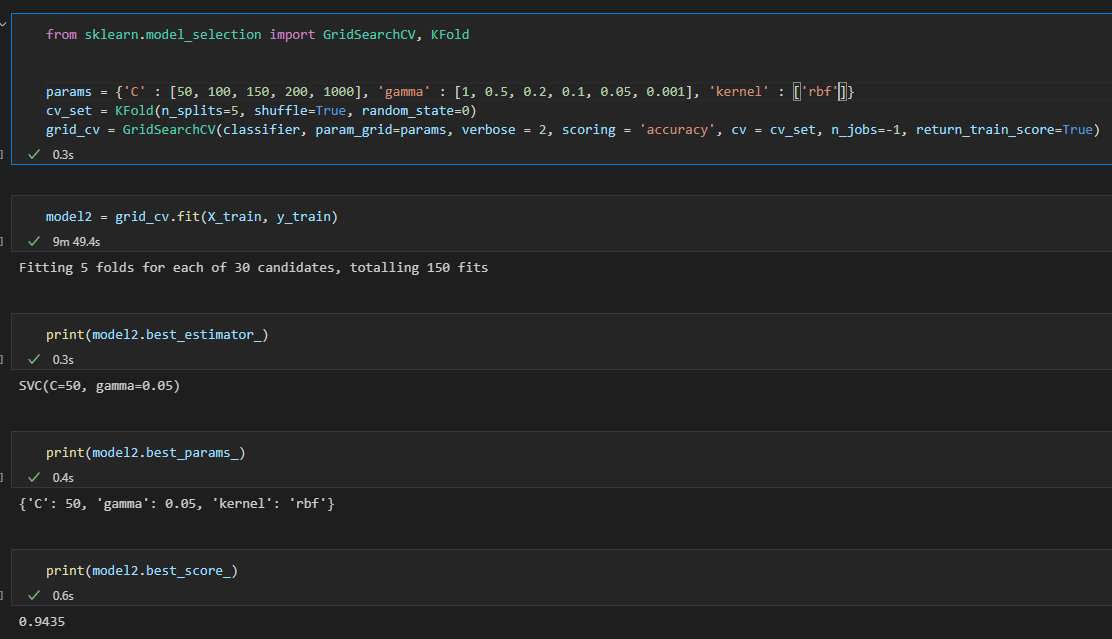 from sklearn.model_selection import GridSearchCV, KFold
params = {'C' : [50, 100, 150, 200, 1000], 'gamma' : [1, 0.5, 0.2, 0.1, 0.05, 0.001], 'kernel' : ['rbf']}
cv_set = KFold(n_splits=5, shuffle=True, random_state=0)
grid_cv = GridSearchCV(classifier, param_grid=params, verbose = 2, scoring = 'accuracy', cv = cv_set, n_jobs=-1, return_train_score=True)
] ✓ 0.3s
model2 = grid_cv.fit(X_train, y_train)
] ✓ 9m 49.4s
Fitting 5 folds for each of 30 candidates, totalling 150 fits
print(model2.best_estimator_)
] ✓ 0.3s
SVC(C=50, gamma=0.05)
print(model2.best_params_)
] ✓ 0.4s
{'C': 50, 'gamma': 0.05, 'kernel': 'rbf'}
print(model2.best_score_)
] ✓ 0.6s
0.9435